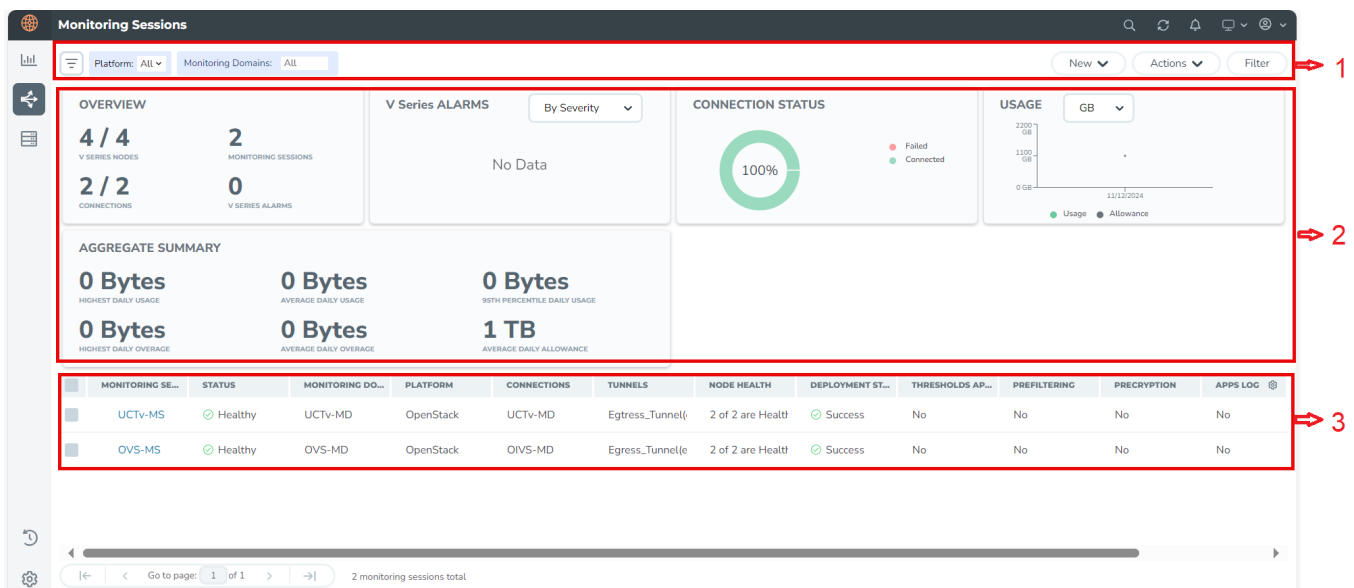 Monitoring Sessions
Platform: All
Monitoring Domains: All
New
Actions
Filter
1
OVERVIEW
4 / 4
V SERIES NODES
2
MONITORING SESSIONS
2 / 2
CONNECTIONS
0
V SERIES ALARMS
V Series ALARMS
By Severity
No Data
CONNECTION STATUS
100%
Failed
Connected
USAGE
GB
2200 GB
1100 GB
0 GB
11/12/2024
Usage
Allowance
2
AGGREGATE SUMMARY
0 Bytes
HIGHEST DAILY USAGE
0 Bytes
AVERAGE DAILY USAGE
0 Bytes
95TH PERCENTILE DAILY USAGE
0 Bytes
HIGHEST DAILY OVERAGE
0 Bytes
AVERAGE DAILY OVERAGE
1 TB
AVERAGE DAILY ALLOWANCE
MONITORING SE... STATUS MONITORING DO... PLATFORM CONNECTIONS TUNNELS NODE HEALTH DEPLOYMENT ST... THRESHOLDS AP... PREFILTERING PRECRYPTION APPS LOG
UCTv-MS Healthy UCTv-MD OpenStack UCTv-MD Egtress_Tunnel( 2 of 2 are Healt Success No No No No
3
OVS-MS Healthy OVS-MD OpenStack OIVS-MD Egress_Tunnel(e 2 of 2 are Healt Success No No No No
Go to page: 1 of 1
2 monitoring sessions total